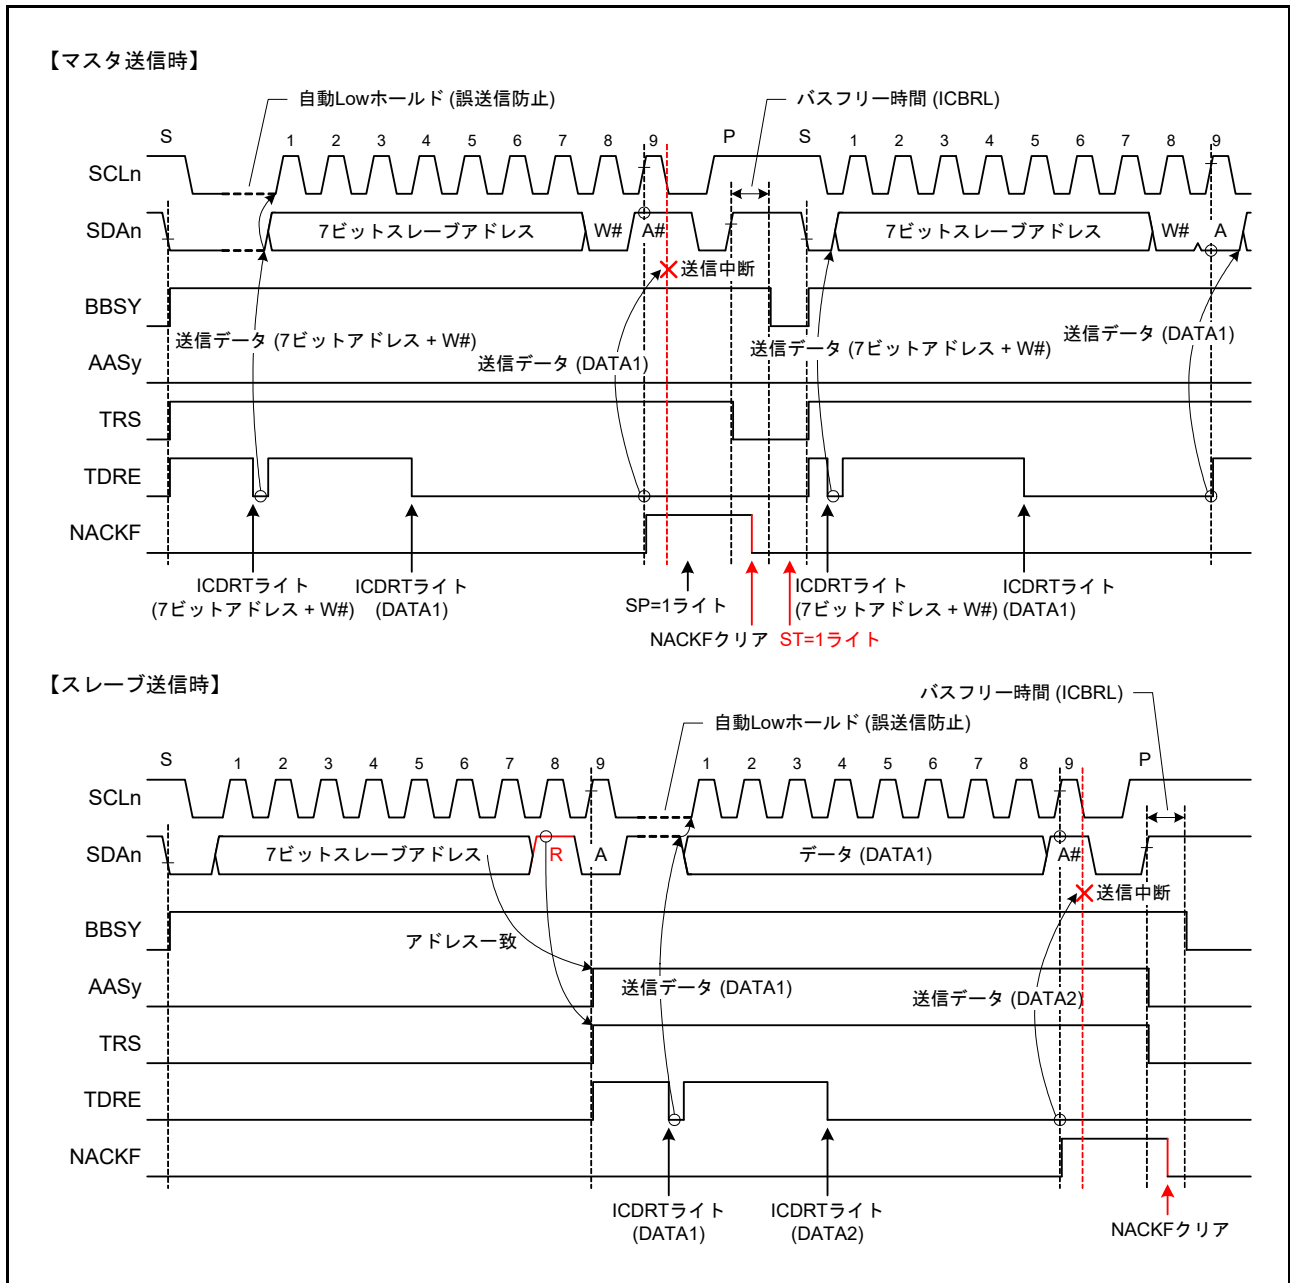 【マスタ送信時】
自動Lowホールド (誤送信防止)
バスフリー時間 (ICBRL)
S 1 2 3 4 5 6 7 8 9 P S 1 2 3 4 5 6 7 8 9
SCLn
SDAn 7ビットスレーブアドレス W# A# 7ビットスレーブアドレス W# A
送信中断
BBSY
送信データ (7ビットアドレス + W#) 送信データ (DATA1) 送信データ (7ビットアドレス + W#) 送信データ (DATA1)
AASy
TRS
TDRE
NACKF
ICDRTライト
(7ビットアドレス + W#)
ICDRTライト
(DATA1)
SP=1ライト
NACKFクリア
ST=1ライト
ICDRTライト
(7ビットアドレス + W#)
ICDRTライト
(DATA1)
【スレーブ送信時】
バスフリー時間 (ICBRL)
自動Lowホールド (誤送信防止)
S 1 2 3 4 5 6 7 8 9 1 2 3 4 5 6 7 8 9 P
SCLn
SDAn 7ビットスレーブアドレス R A データ (DATA1) A#
送信中断
BBSY
アドレス一致
AASy
送信データ (DATA1) 送信データ (DATA2)
TRS
TDRE
NACKF
ICDRTライト
(DATA1)
ICDRTライト
(DATA2)
NACKFクリア